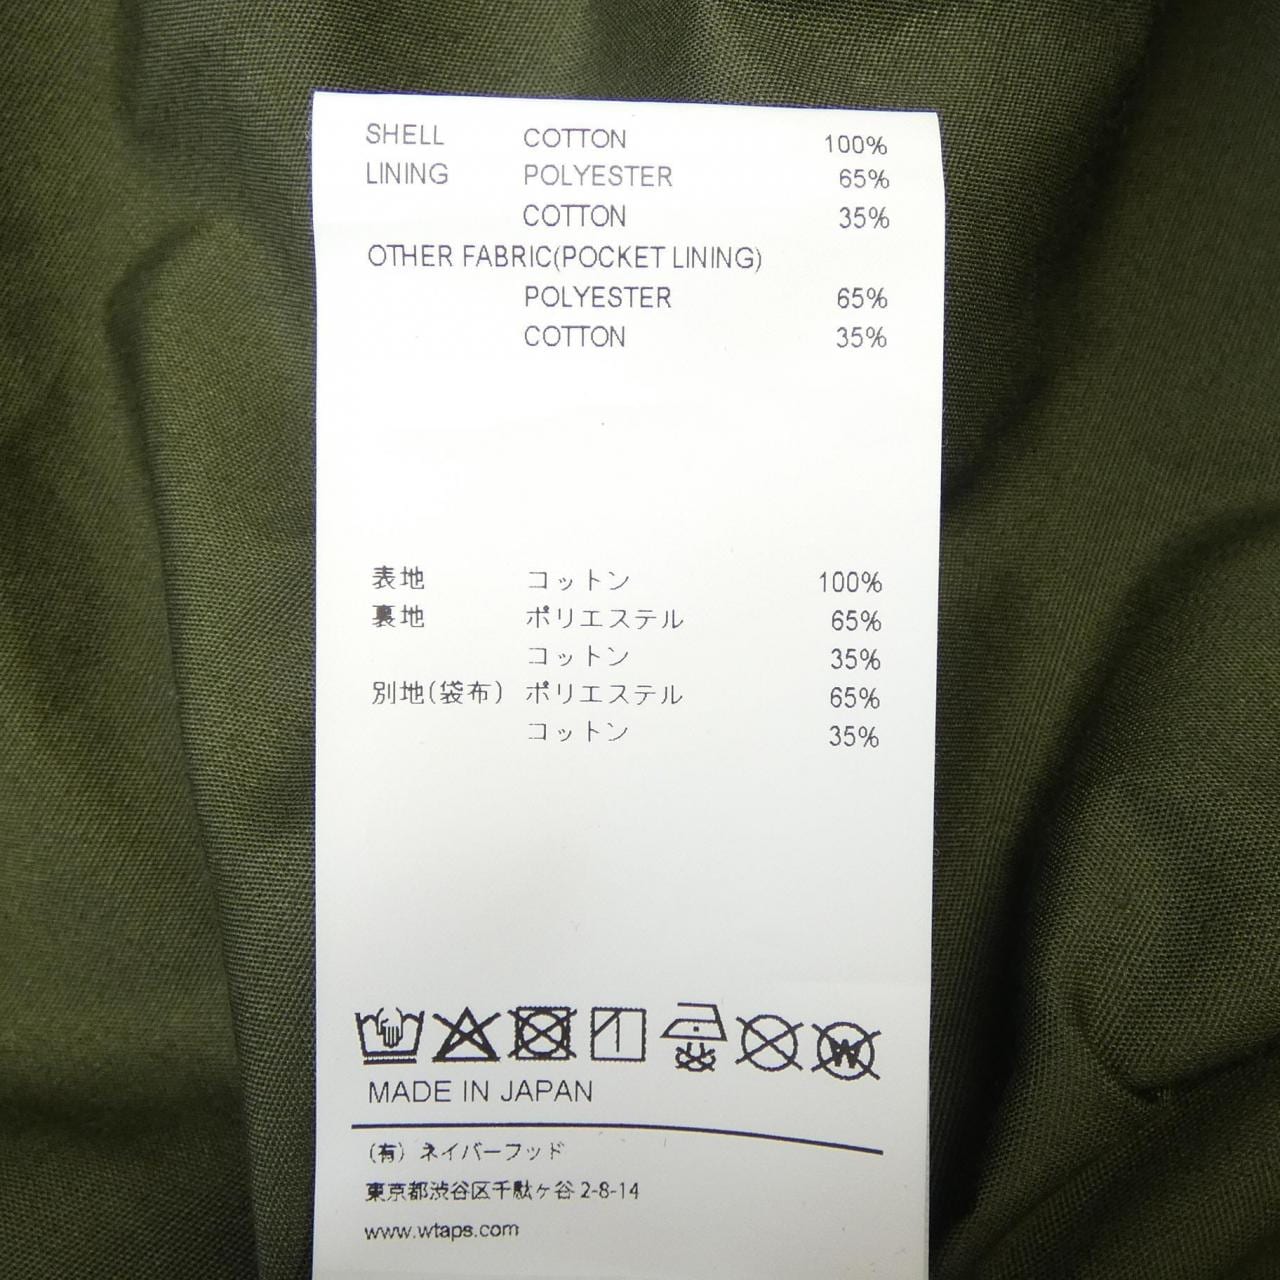 SHELL COTTON 100%
LINING POLYESTER 65%
COTTON 35%
OTHER FABRIC(POCKET LINING)
POLYESTER 65%
COTTON 35%
表地 コットン 100%
裏地 ポリエステル 65%
コットン 35%
別地(袋布) ポリエステル 65%
コットン 35%
W
MADE IN JAPAN
(有) ネイバーフッド
東京都渋谷区千駄ヶ谷 2-8-14
www.wtaps.com